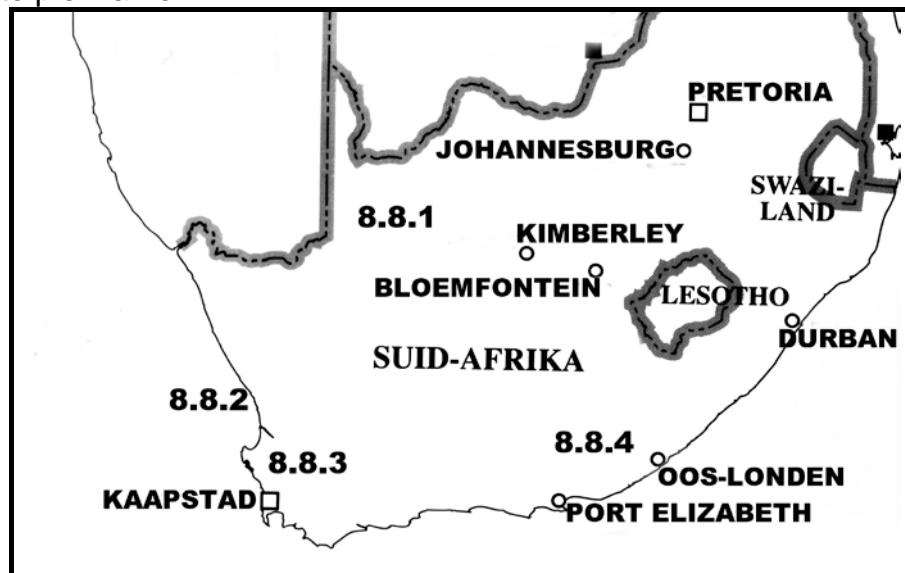 PRETORIA
JOHANNESBURG
SWAZI-
LAND
8.8.1
KIMBERLEY
BLOEMFONTEIN
LESOTHO
DURBAN
SUID-AFRIKA
8.8.2
8.8.3
8.8.4
OOS-LONDEN
KAAPSTAD
PORT ELIZABETH